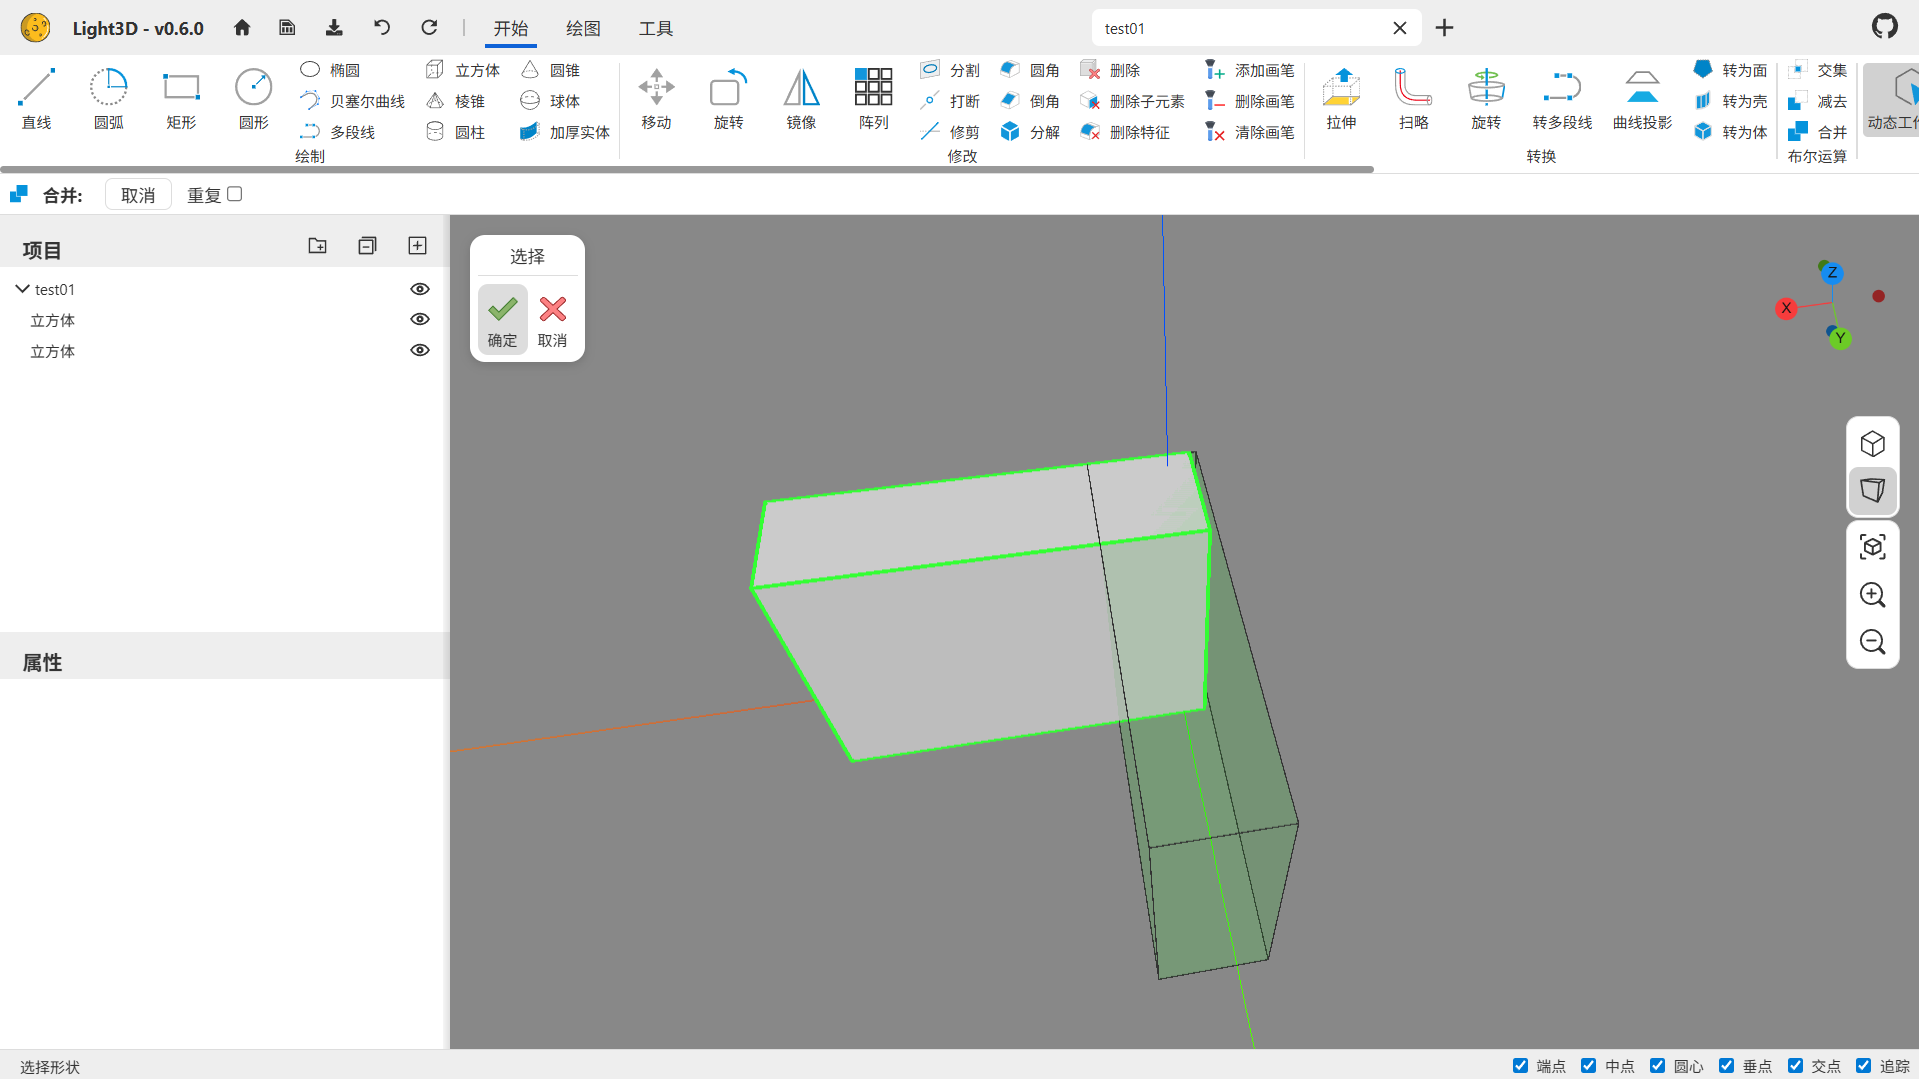 Light3D - v0.6.0
开始 绘图 工具
test01
直线 圆弧 矩形 圆形
椭圆 立方体 圆锥
贝塞尔曲线 棱锥 球体
多段线 圆柱 加厚实体
绘制
移动 旋转 镜像 阵列
分割 圆角 删除 添加画笔
打断 倒角 删除子元素 删除画笔
修剪 分解 删除特征 清除画笔
修改
拉伸 扫略 旋转 转多段线 曲线投影
转为面
转为壳
转为体
转换
交集
减去
合并
布尔运算
动态工作
合并: 取消 重复
项目
test01
立方体
立方体
属性
选择
确定 取消
Z
X
Y
选择形状
端点 中点 圆心 垂点 交点 追踪